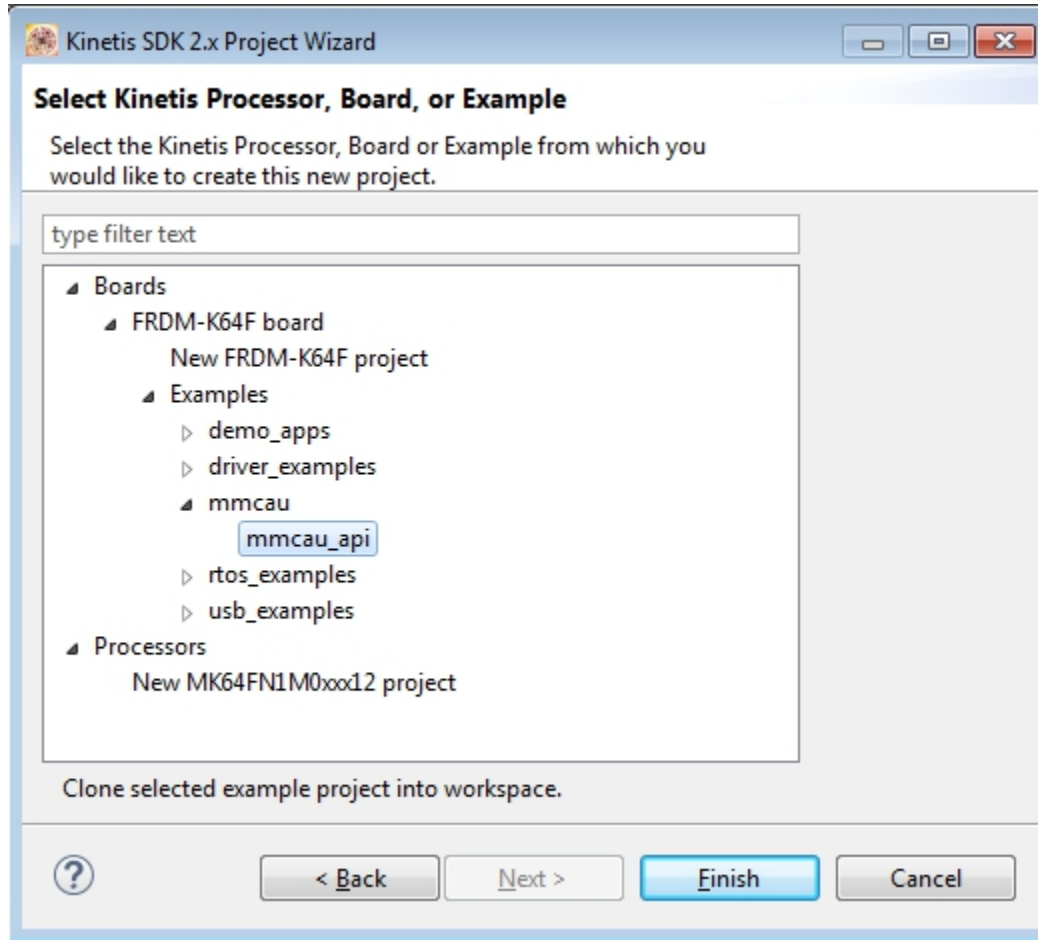 Kinetis SDK 2.x Project Wizard
Select Kinetis Processor, Board, or Example
Select the Kinetis Processor, Board or Example from which you
would like to create this new project.
type filter text
Boards
FRDM-K64F board
New FRDM-K64F project
Examples
demo_apps
driver_examples
mmcau
mmcau_api
rtos_examples
usb_examples
Processors
New MK64FN1M0xxx12 project
Clone selected example project into workspace.
? < Back Next > Finish Cancel